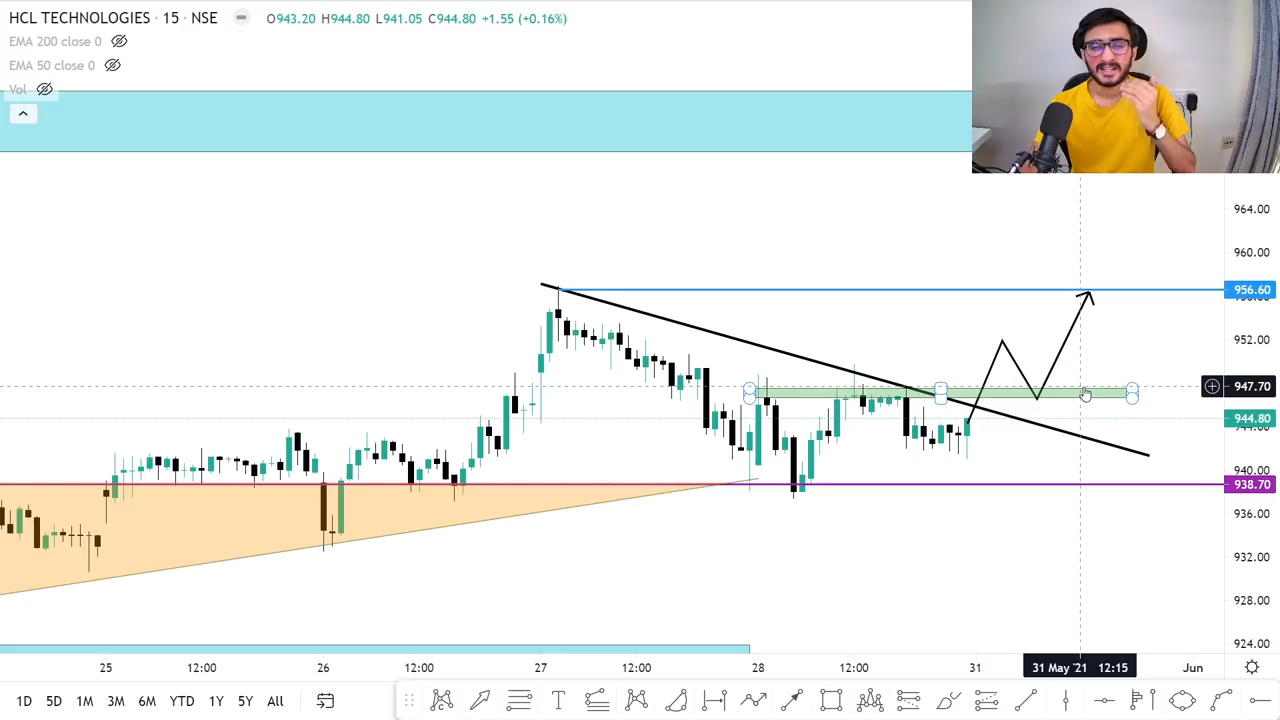 HCL TECHNOLOGIES · 15 · NSE O943.20 H944.80 L941.05 C944.80 +1.55 (+0.16%)
EMA 200 close 0
EMA 50 close 0
Vol
964.00
960.00
956.60
952.00
947.70
944.80
940.00
938.70
936.00
932.00
928.00
924.00
25 12:00 26 12:00 27 12:00 28 12:00 31 31 May '21 12:15 Jun
1D 5D 1M 3M 6M YTD 1Y 5Y All